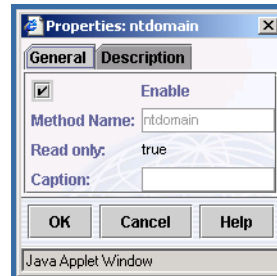 Properties: ntdomain
General Description
Enable
Method Name: ntdomain
Read only: true
Caption:
OK Cancel Help
Java Applet Window